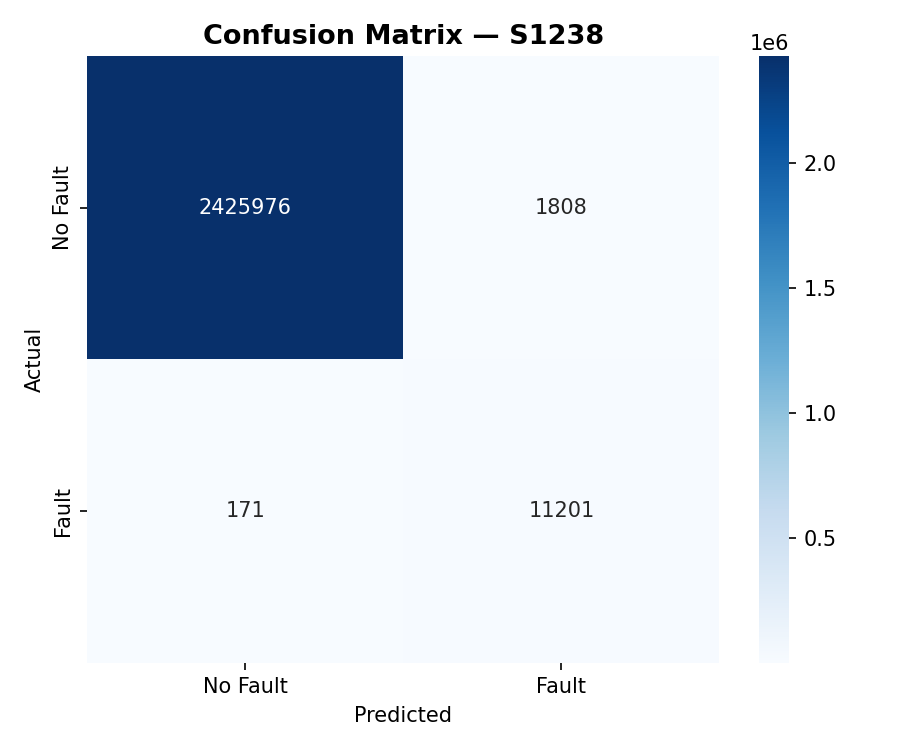 Confusion Matrix — S1238
1e6
No Fault
2425976
1808
2.0
1.5
Actual
1.0
Fault
171
11201
0.5
No Fault
Fault
Predicted